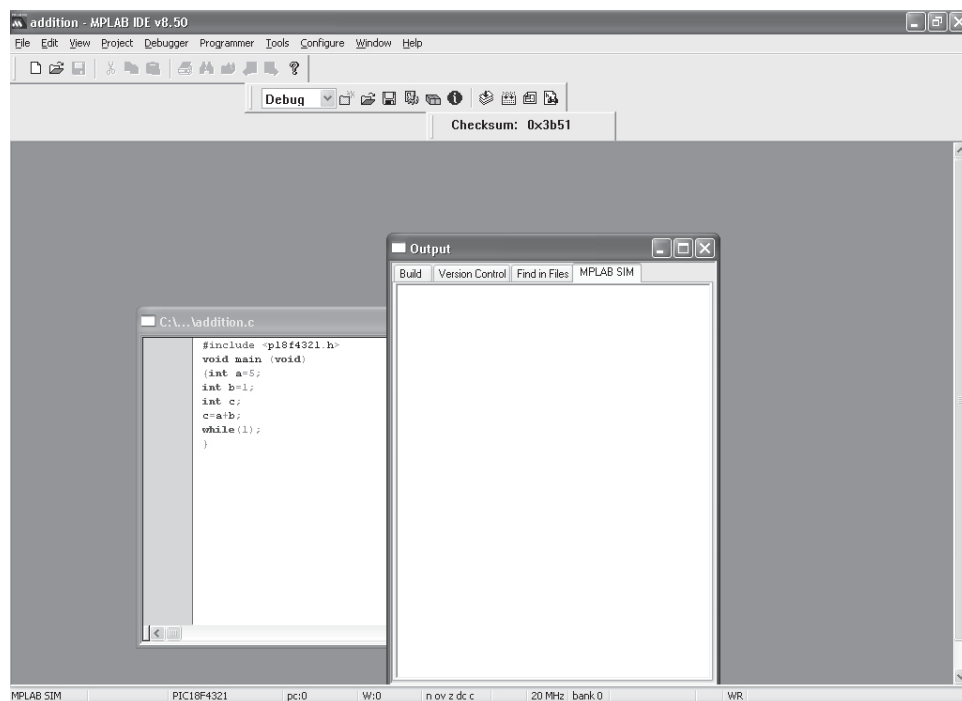 addition - MPLAB IDE v8.50
File Edit View Project Debugger Programmer Tools Configure Window Help
Debug
Checksum: 0x3b51
Output
Build Version Control Find in Files MPLAB SIM
C:\...\addition.c
#include <p18f4321.h>
void main (void)
{int a=5;
int b=1;
int c;
c=a+b;
while(1);
}
MPLAB SIM PIC18F4321 pc:0 W:0 n ov z dc c 20 MHz bank 0 WR